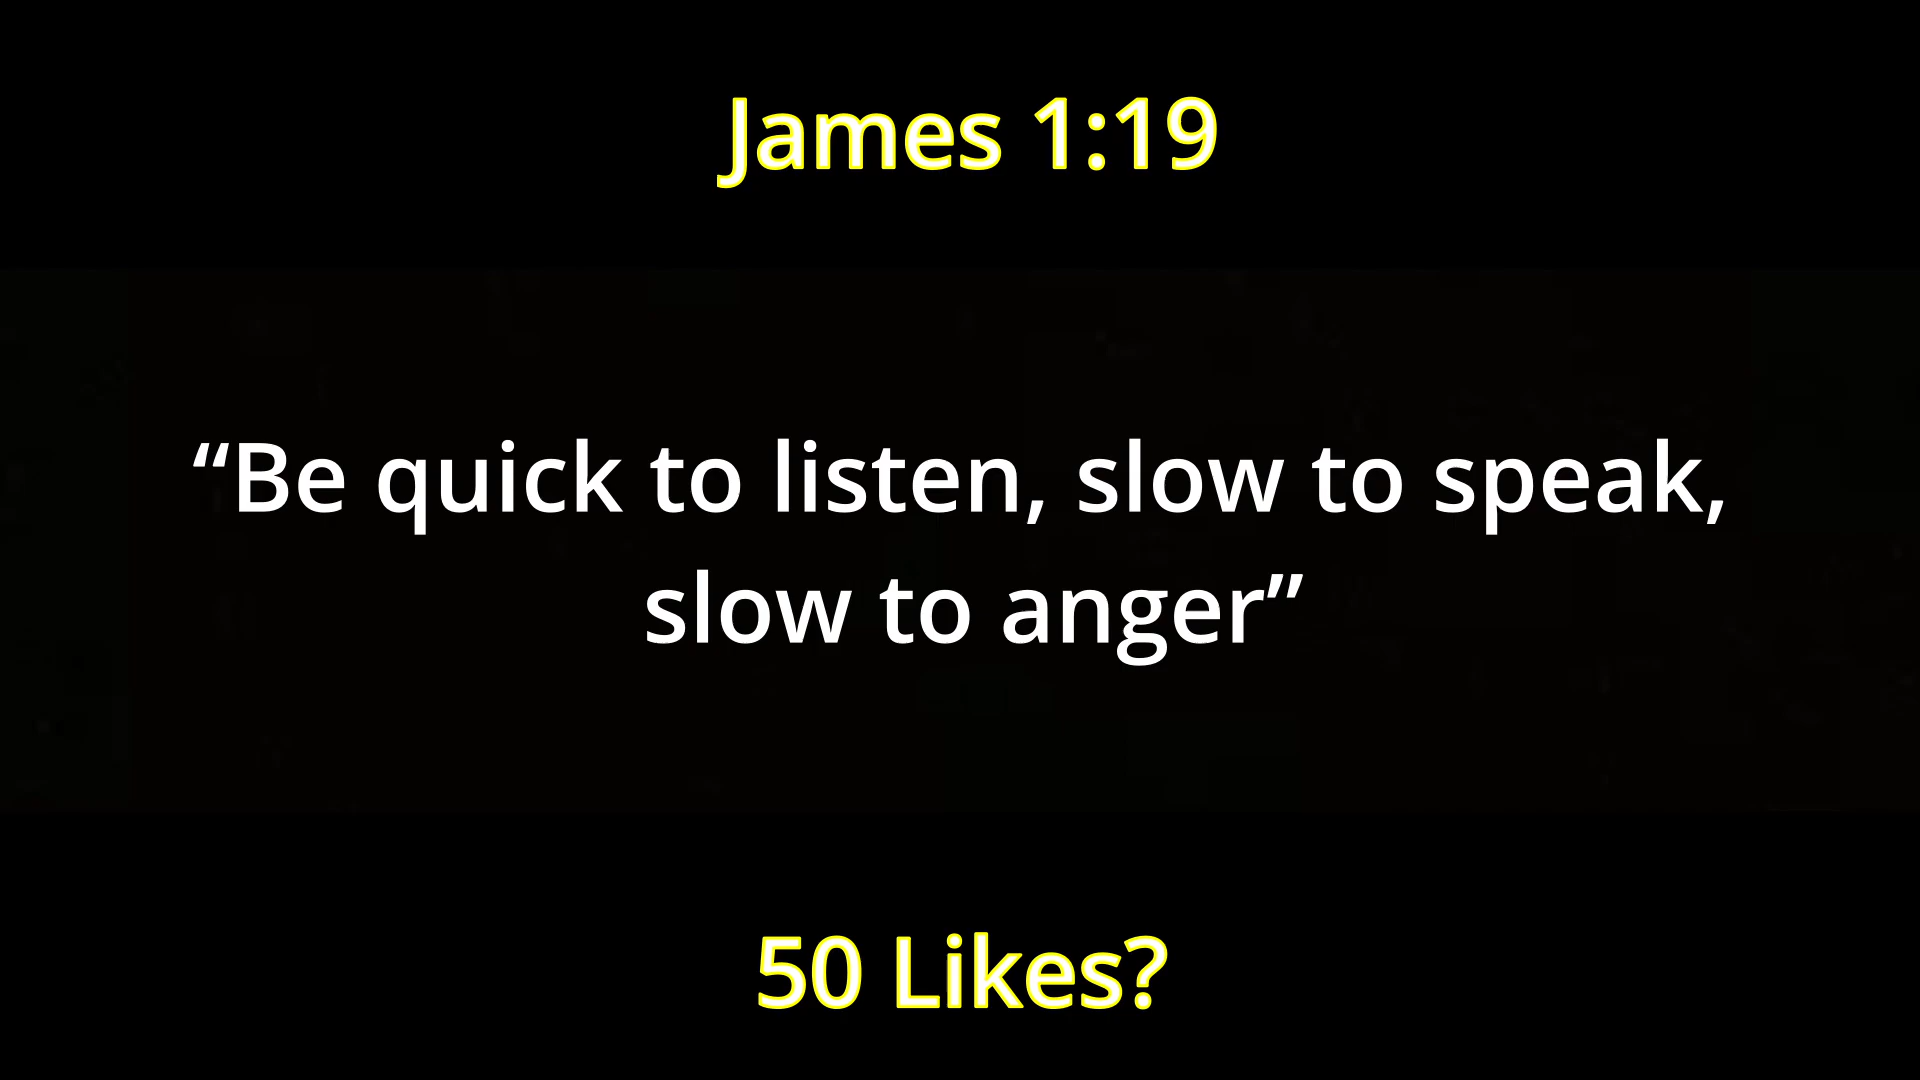 James 1:19
“Be quick to listen, slow to speak,
slow to anger”
50 Likes?